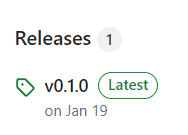 Releases 1
v0.1.0 Latest
on Jan 19